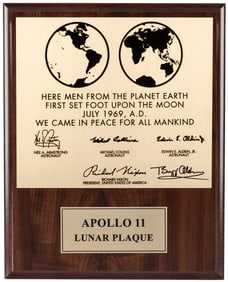 HERE MEN FROM THE PLANET EARTH
FIRST SET FOOT UPON THE MOON
JULY 1969, A.D.
WE CAME IN PEACE FOR ALL MANKIND
NEIL A. ARMSTRONG MICHAEL COLLINS EDWIN E. ALDRIN, JR.
ASTRONAUT ASTRONAUT ASTRONAUT
Richard Nixon
RICHARD NIXON
PRESIDENT, UNITED STATES OF AMERICA
APOLLO 11
LUNAR PLAQUE